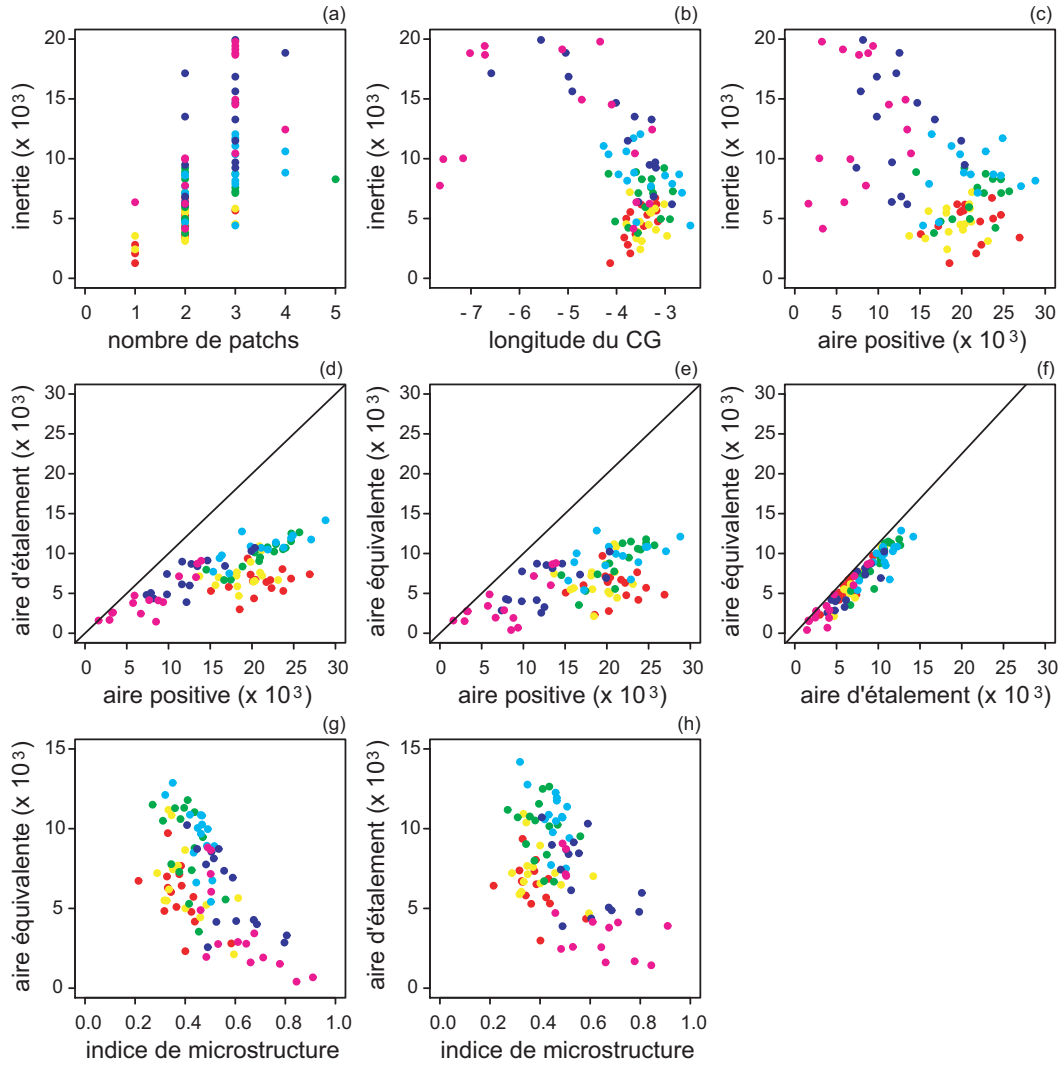 (a)
inertie (x 10³)
20
15
10
5
0
0 1 2 3 4 5
nombre de patchs
(b)
inertie (x 10³)
20
15
10
5
0
- 7 - 5 - 4 - 3
longitude du CG
(c)
inertie (x 10³)
20
15
10
5
0
0 5 10 15 20 25 30
aire positive (x 10³)
(d)
aire d'étalement (x 10³)
30
20
15
10
5
0
0 5 10 15 20 25 30
aire positive (x 10³)
(e)
aire équivalente (x 10³)
30
20
15
10
5
0
0 5 10 15 20 25 30
aire positive (x 10³)
(f)
aire équivalente (x 10³)
30
20
15
10
5
0
0 5 10 15 20 25 30
aire d'étalement (x 10³)
(g)
aire équivalente (x 10³)
15
10
5
0
0.0 0.2 0.4 0.6 0.8 1.0
indice de microstructure
(h)
aire d'étalement (x 10³)
15
10
5
0
0.0 0.2 0.4 0.6 0.8 1.0
indice de microstructure